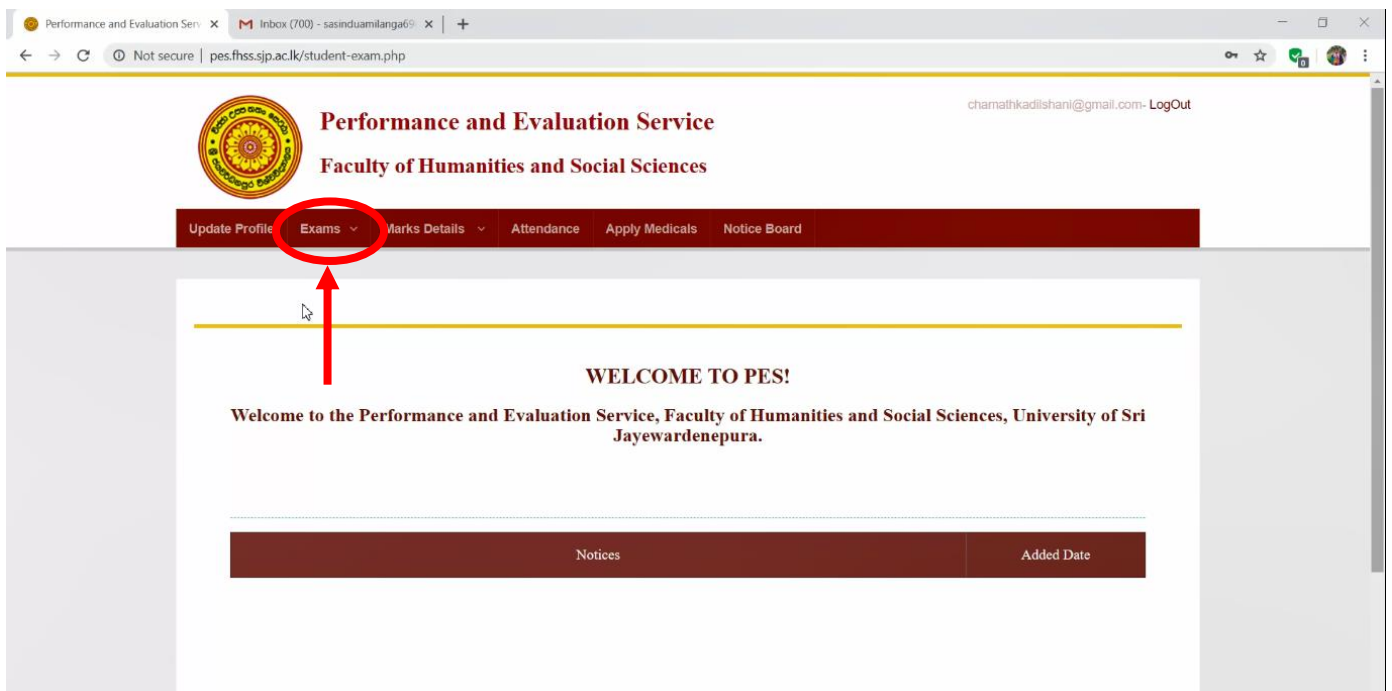 Performance and Evaluation Serv
Inbox (700) - sasinduamilanga69
Not secure | pes.fhss.sjp.ac.lk/student-exam.php
0
chamathkadilshani@gmail.com- LogOut
Performance and Evaluation Service
Faculty of Humanities and Social Sciences
Update Profile Exams Marks Details Attendance Apply Medicals Notice Board
WELCOME TO PES!
Welcome to the Performance and Evaluation Service, Faculty of Humanities and Social Sciences, University of Sri
Jayewardenepura.
Notices Added Date